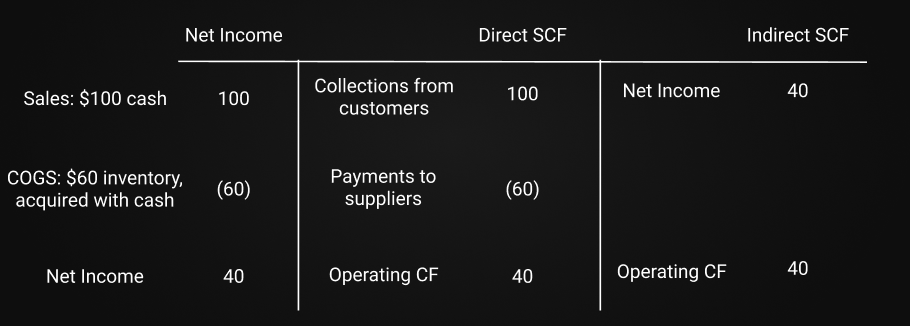 Net Income Direct SCF Indirect SCF
Sales: $100 cash 100 Collections from customers 100 Net Income 40
COGS: $60 inventory, acquired with cash (60) Payments to suppliers (60)
Net Income 40 Operating CF 40 Operating CF 40